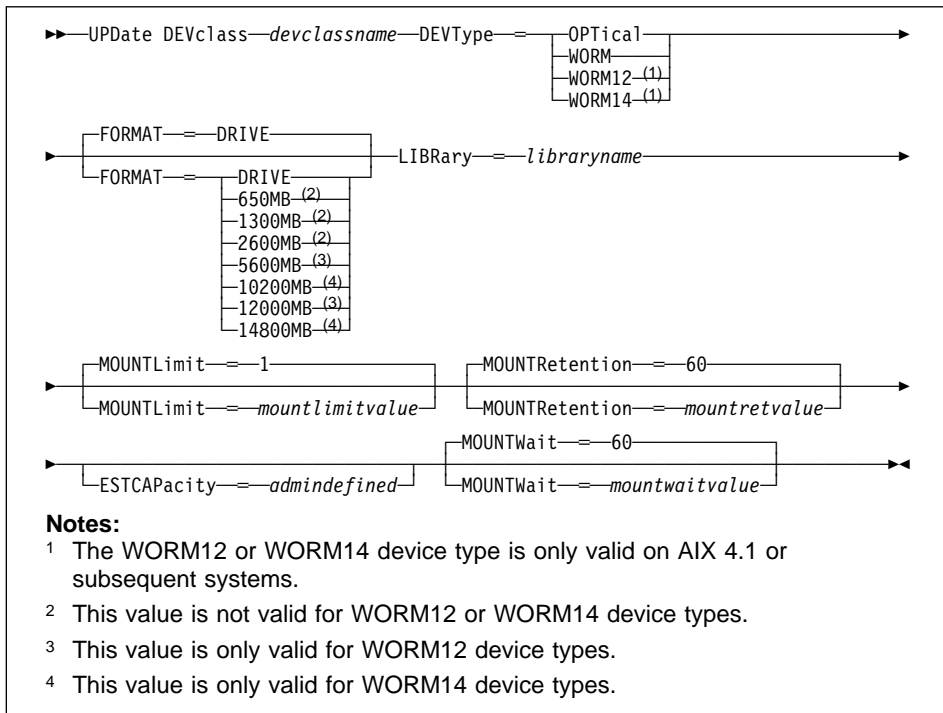 ►►──UPDate DEVclass──devclassname──DEVType──=──┬─OPTical────┬──►
├─WORM───────┤
├─WORM12─(1)─┤
└─WORM14─(1)─┘
┌─FORMAT──=──DRIVE──────────┐
►──┼───────────────────────────┼──LIBRary──=──libraryname──►
└─FORMAT──=──┬─DRIVE───────┬┘
├─650MB─(2)───┤
├─1300MB─(2)──┤
├─2600MB─(2)──┤
├─5600MB─(3)──┤
├─10200MB─(4)─┤
├─12000MB─(3)─┤
└─14800MB─(4)─┘
┌─MOUNTLimit──=──1───────────────┐ ┌─MOUNTRetention──=──60────────────┐
►──┼────────────────────────────────┼──┼──────────────────────────────────┼──►
└─MOUNTLimit──=──mountlimitvalue─┘ └─MOUNTRetention──=──mountretvalue─┘
┌─MOUNTWait──=──60─────────────┐
►──┬──────────────────────────────┬──┼──────────────────────────────┼──►◄
└─ESTCAPacity──=──admindefined─┘ └─MOUNTWait──=──mountwaitvalue─┘
Notes:
1 The WORM12 or WORM14 device type is only valid on AIX 4.1 or
subsequent systems.
2 This value is not valid for WORM12 or WORM14 device types.
3 This value is only valid for WORM12 device types.
4 This value is only valid for WORM14 device types.